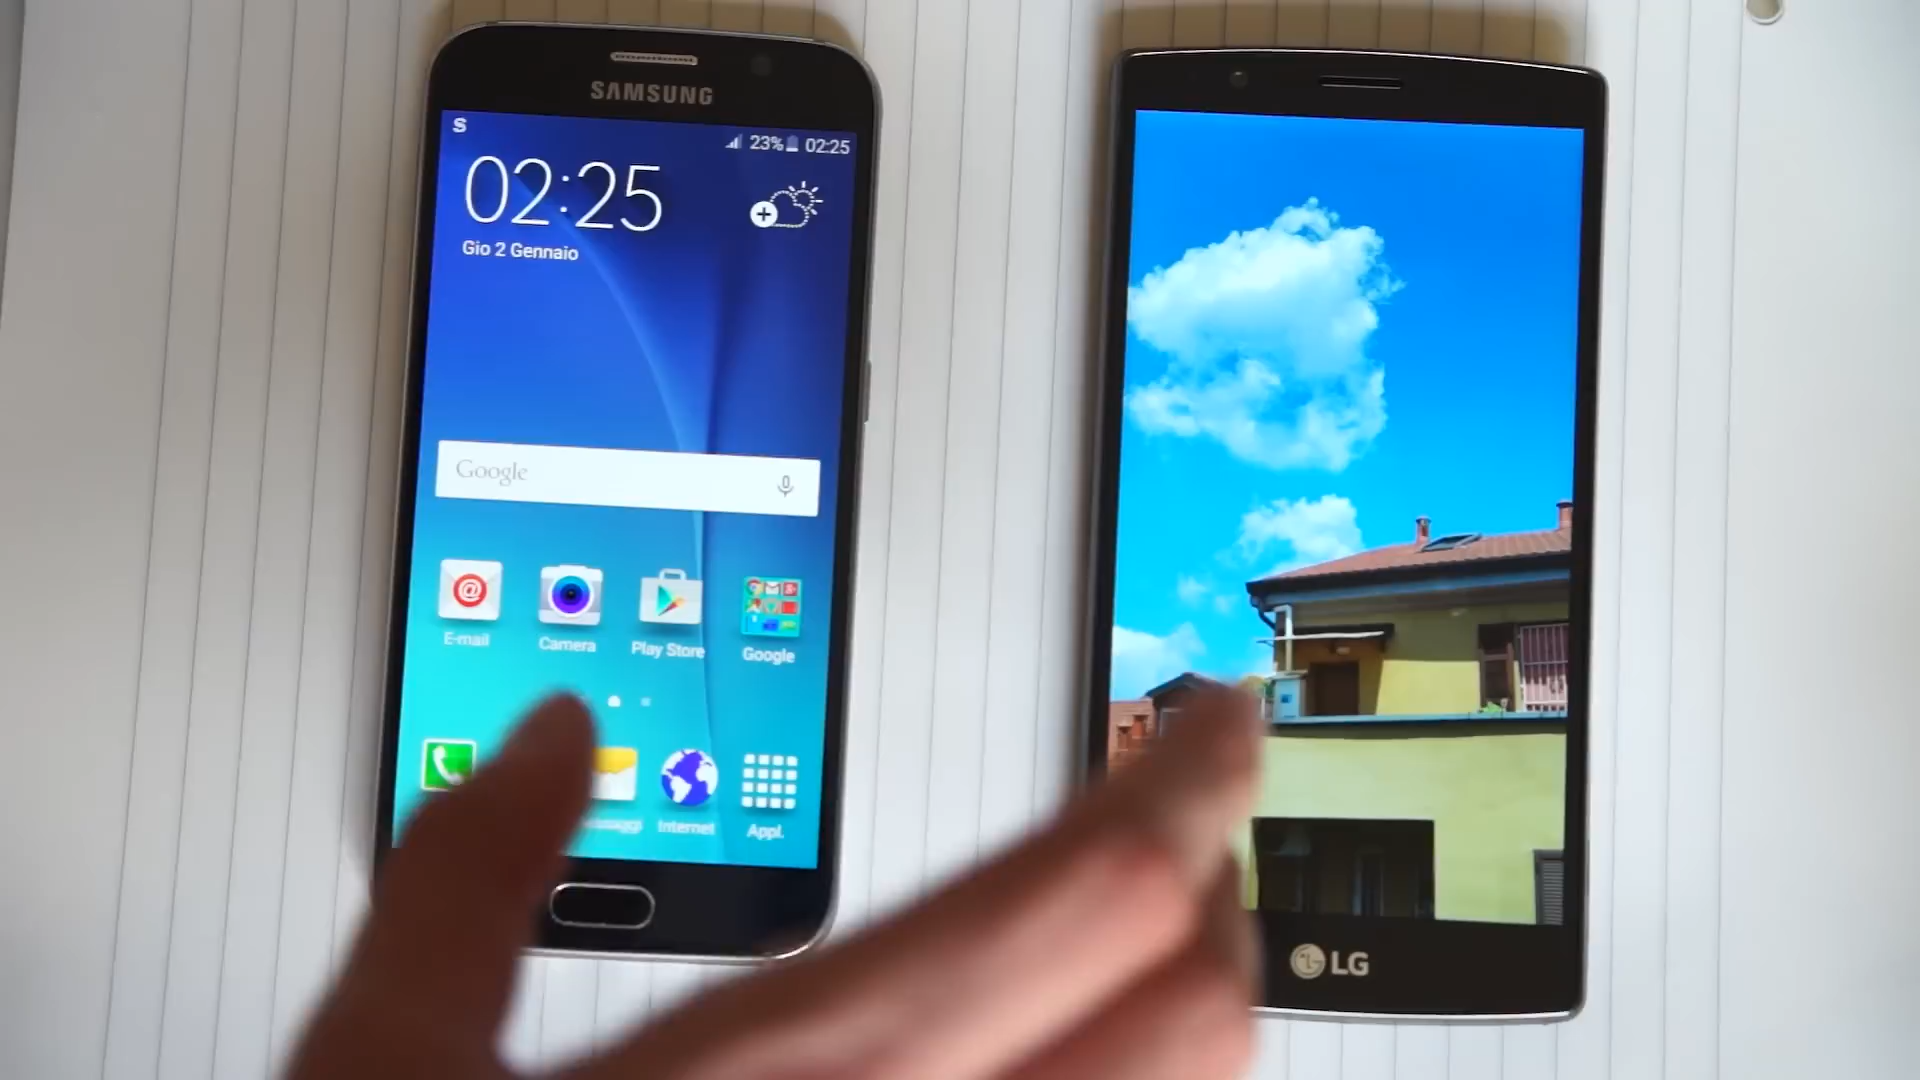 SAMSUNG
S
23% 02:25
02:25
Gio 2 Gennaio
Google
E-mail
Camera
Play Store
Google
Internet
Appl.
LG